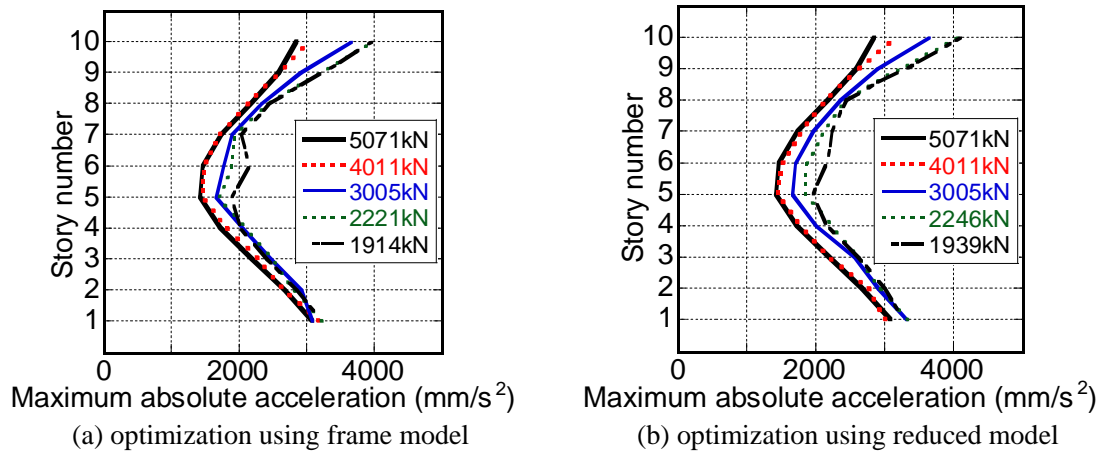 10
9
8
7
6
5
4
3
2
1
Story number
5071kN
4011kN
3005kN
2221kN
1914kN
0
2000
4000
Maximum absolute acceleration (mm/s²)
(a) optimization using frame model
10
9
8
7
6
5
4
3
2
1
Story number
5071kN
4011kN
3005kN
2246kN
1939kN
0
2000
4000
Maximum absolute acceleration (mm/s²)
(b) optimization using reduced model